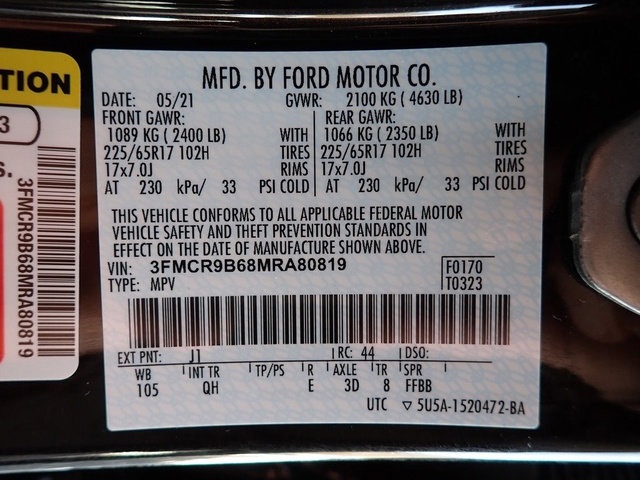 TION
3
S.
3FMCR9B68MRA80819
MFD. BY FORD MOTOR CO.
DATE: 05/21 GVWR: 2100 KG ( 4630 LB)
FRONT GAWR: REAR GAWR:
1089 KG ( 2400 LB) WITH 1066 KG ( 2350 LB) WITH
225/65R17 102H TIRES 225/65R17 102H TIRES
17x7.0J RIMS 17x7.0J RIMS
AT 230 kPa/ 33 PSI COLD AT 230 kPa/ 33 PSI COLD
THIS VEHICLE CONFORMS TO ALL APPLICABLE FEDERAL MOTOR
VEHICLE SAFETY AND THEFT PREVENTION STANDARDS IN
EFFECT ON THE DATE OF MANUFACTURE SHOWN ABOVE.
VIN: 3FMCR9B68MRA80819 F0170
TYPE: MPV T0323
EXT PNT: J1 RC: 44 DSO:
WB INT TR TP/PS R AXLE TR SPR
105 QH E 3D 8 FFBB
UTC ▽ 5U5A-1520472-BA